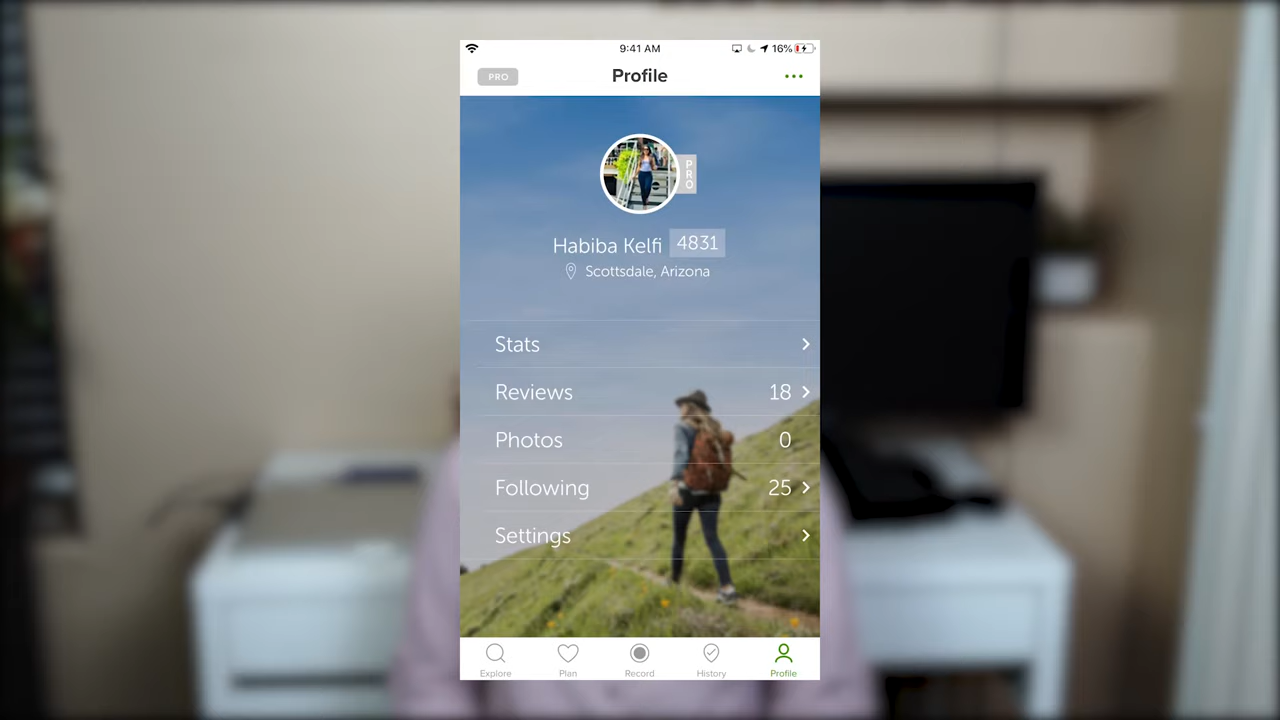 9:41 AM
16%
PRO
Profile
PRO
Habiba Kelfi 4831
Scottsdale, Arizona
Stats
Reviews 18
Photos 0
Following 25
Settings
Explore Plan Record History Profile